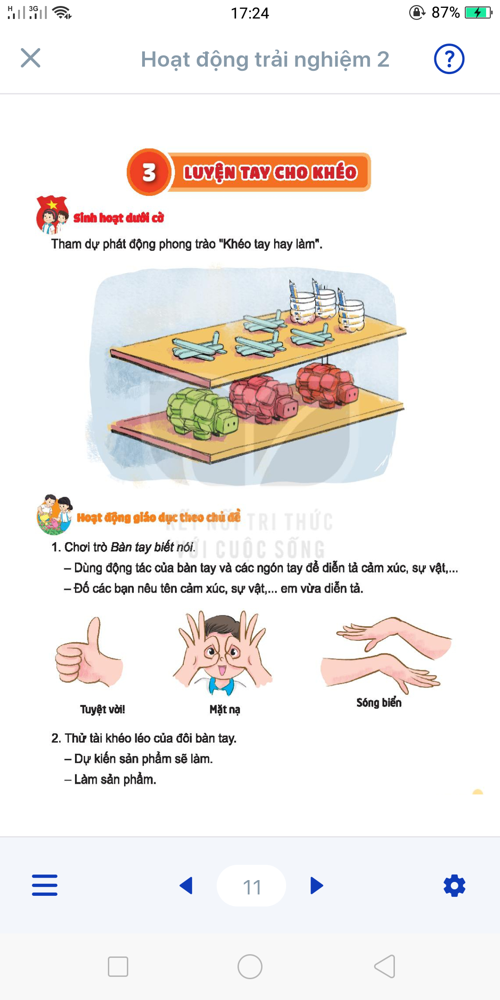 H 3G 17:24 87%
Hoạt động trải nghiệm 2 ?
3 LUYỆN TAY CHO KHÉO
Sinh hoạt dưới cờ
Tham dự phát động phong trào "Khéo tay hay làm".
Hoạt động giáo dục theo chủ đề
KẾT NỐI TRI THỨC
VỚI CUỘC SỐNG
1. Chơi trò Bàn tay biết nói.
– Dùng động tác của bàn tay và các ngón tay để diễn tả cảm xúc, sự vật,...
– Đố các bạn nêu tên cảm xúc, sự vật,... em vừa diễn tả.
Tuyệt vời! Mặt nạ Sóng biển
2. Thử tài khéo léo của đôi bàn tay.
– Dự kiến sản phẩm sẽ làm.
– Làm sản phẩm.
11